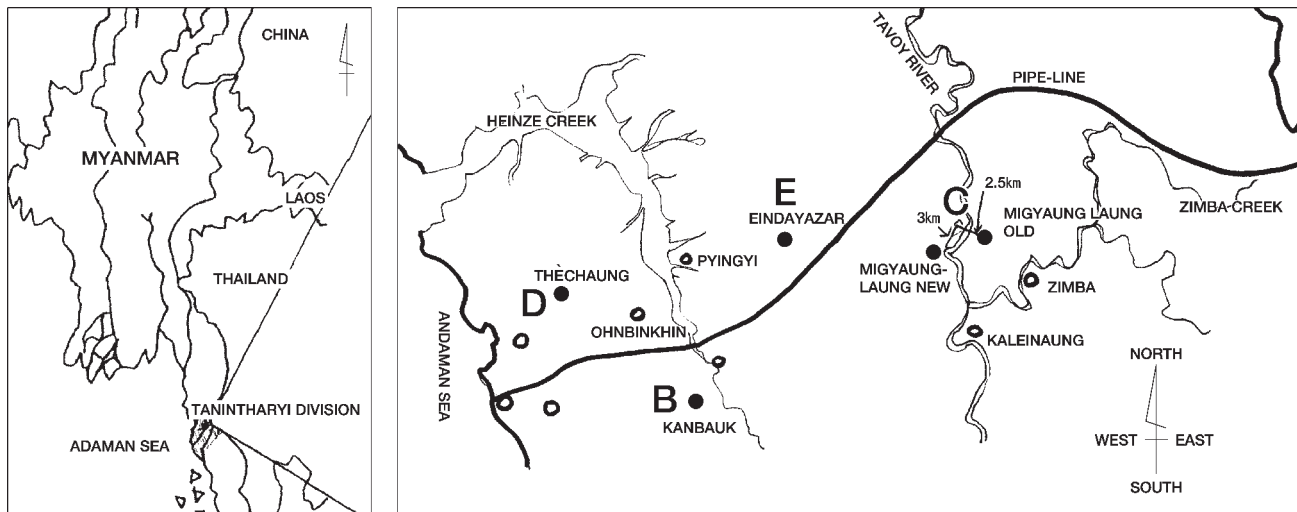 CHINA
MYANMAR
LAOS
THAILAND
TANINTHARYI DIVISION
ADAMAN SEA
TAVOY RIVER
PIPE-LINE
HEINZE CREEK
E
EINDAYAZAR
C
2.5km
3km
MIGYAUNG LAUNG
OLD
ZIMBA CREEK
PYINGYI
MIGYAUNG-
LAUNG NEW
ZIMBA
THÈCHAUNG
D
OHNBINKHIN
KALEINAUNG
ANDAMAN SEA
B
KANBAUK
NORTH
WEST
EAST
SOUTH